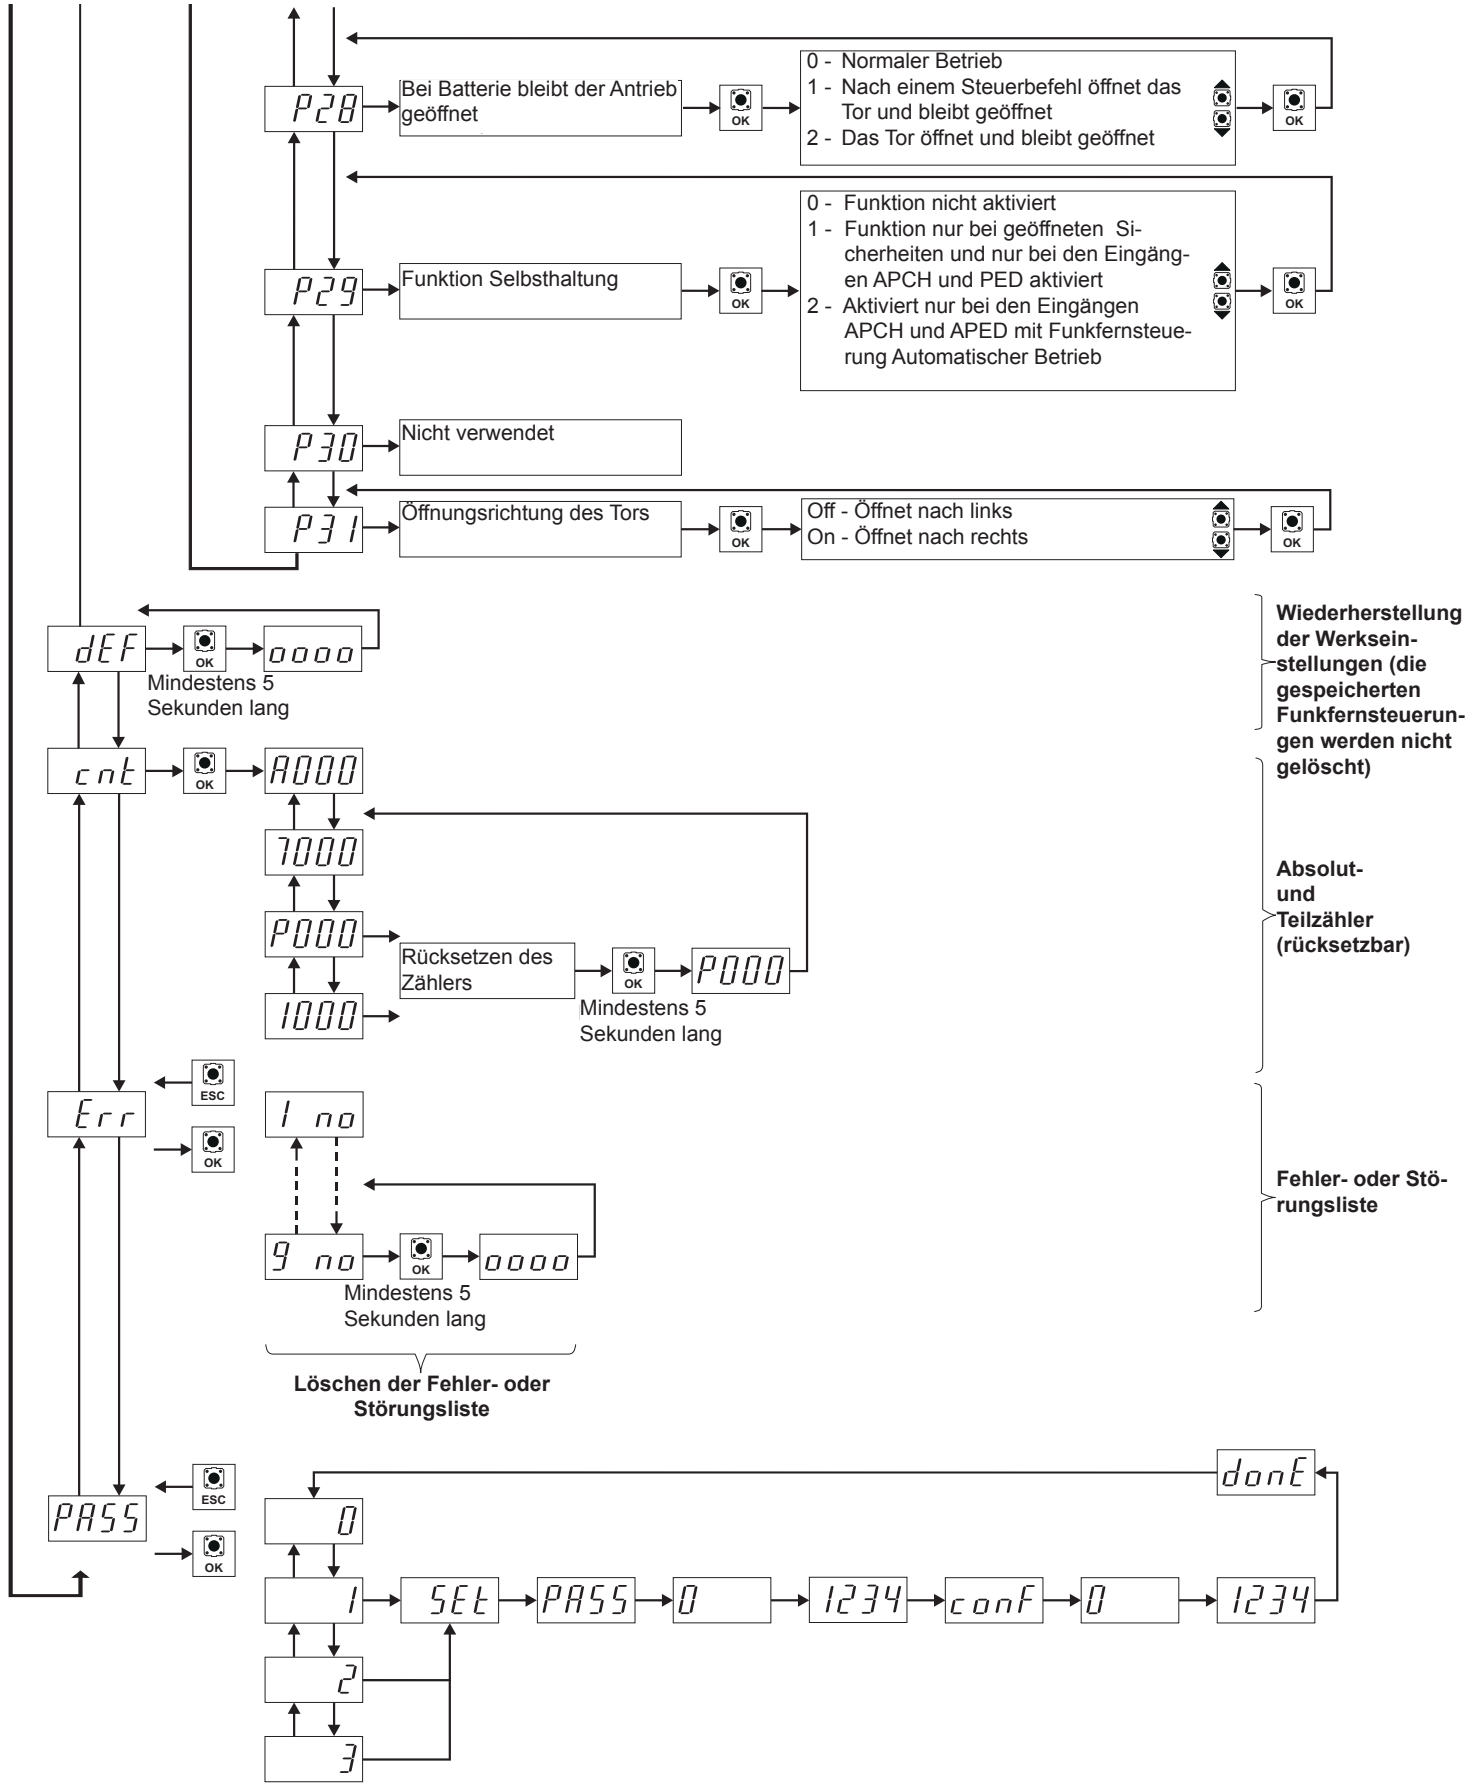 P28
Bei Batterie bleibt der Antrieb
geöffnet
OK
0 - Normaler Betrieb
1 - Nach einem Steuerbefehl öffnet das
Tor und bleibt geöffnet
2 - Das Tor öffnet und bleibt geöffnet
OK
P29
Funktion Selbsthaltung
OK
0 - Funktion nicht aktiviert
1 - Funktion nur bei geöffneten Si-
cherheiten und nur bei den Eingäng-
en APCH und PED aktiviert
2 - Aktiviert nur bei den Eingängen
APCH und APED mit Funkfernsteue-
rung Automatischer Betrieb
OK
P30
Nicht verwendet
P31
Öffnungsrichtung des Tors
OK
Off - Öffnet nach links
On - Öffnet nach rechts
OK
dEF
OK
oooo
Mindestens 5
Sekunden lang
Wiederherstellung
der Werksein-
stellungen (die
gespeicherten
Funkfernsteuerun-
gen werden nicht
gelöscht)
cnt
OK
A000
7000
P000
1000
Rücksetzen des
Zählers
OK
P000
Mindestens 5
Sekunden lang
Absolut-
und
Teilzähler
(rücksetzbar)
Err
ESC
OK
1 no
9 no
OK
oooo
Mindestens 5
Sekunden lang
Fehler- oder Stö-
rungsliste
Löschen der Fehler- oder
Störungsliste
PASS
ESC
OK
donE
0
1
SEt
PASS
0
1234
conF
0
1234
2
3